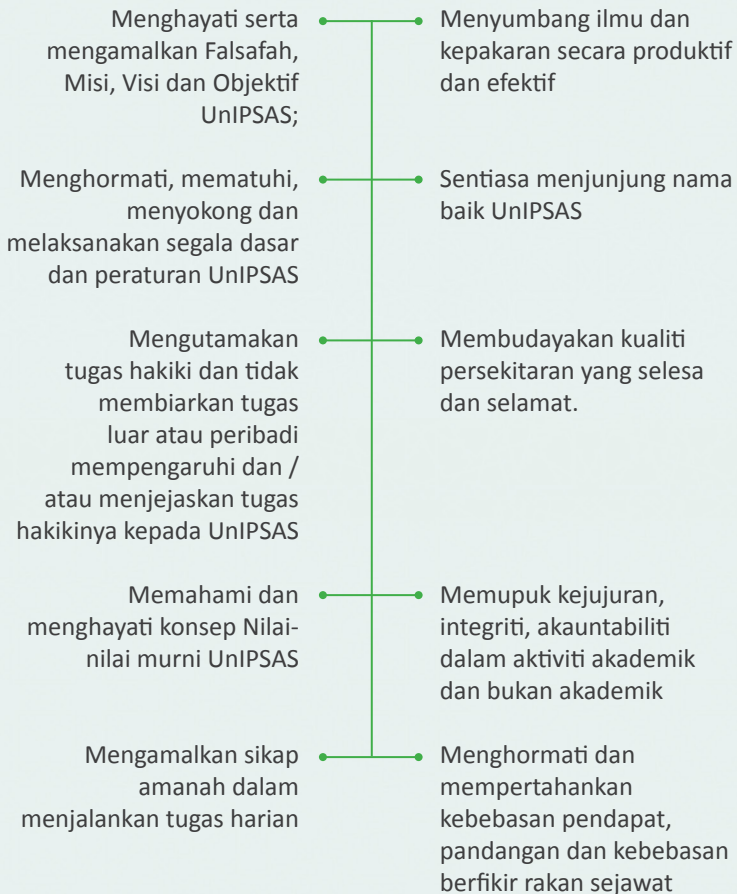 Menghayati serta
mengamalkan Falsafah,
Misi, Visi dan Objektif
UnIPSAS;
Menyumbang ilmu dan
kepakaran secara produktif
dan efektif
Menghormati, mematuhi,
menyokong dan
melaksanakan segala dasar
dan peraturan UnIPSAS
Sentiasa menjunjung nama
baik UnIPSAS
Mengutamakan
tugas hakiki dan tidak
membiarkan tugas
luar atau peribadi
mempengaruhi dan /
atau menjejaskan tugas
hakikinya kepada UnIPSAS
Membudayakan kualiti
persekitaran yang selesa
dan selamat.
Memahami dan
menghayati konsep Nilai-
nilai murni UnIPSAS
Memupuk kejujuran,
integriti, akauntabiliti
dalam aktiviti akademik
dan bukan akademik
Mengamalkan sikap
amanah dalam
menjalankan tugas harian
Menghormati dan
mempertahankan
kebebasan pendapat,
pandangan dan kebebasan
berfikir rakan sejawat